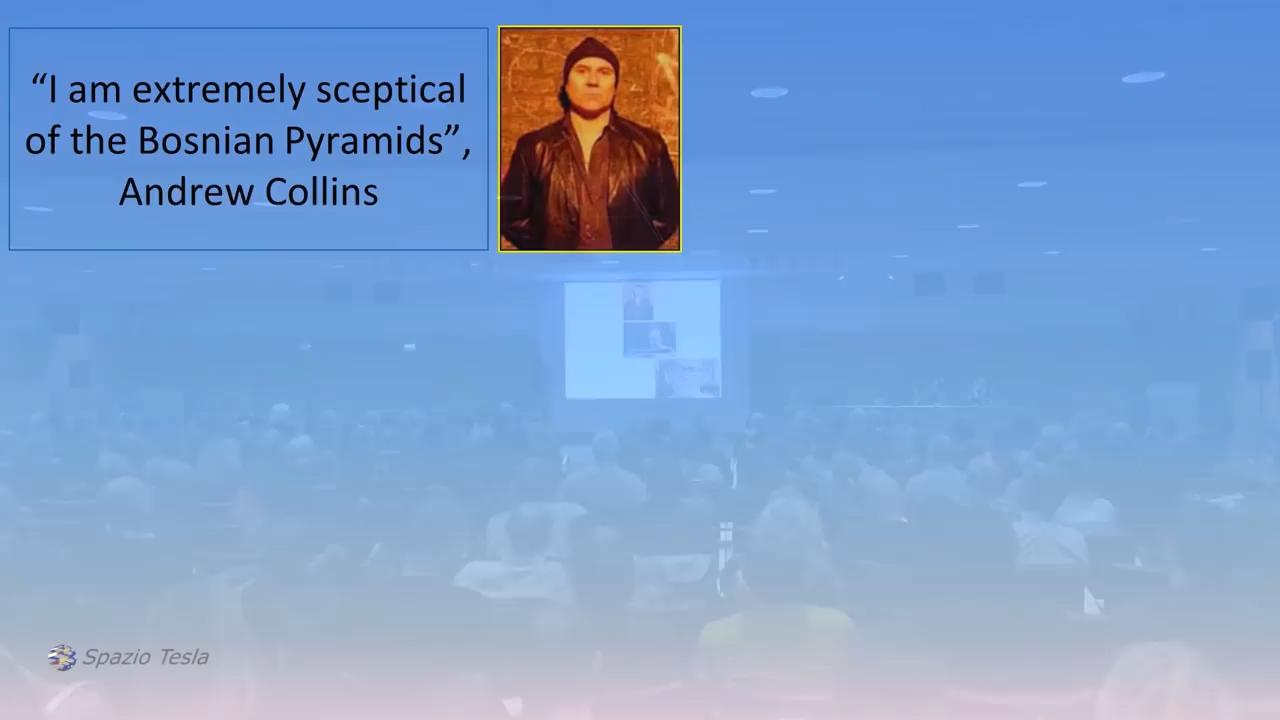 “I am extremely sceptical
of the Bosnian Pyramids”,
Andrew Collins
Spazio Tesla